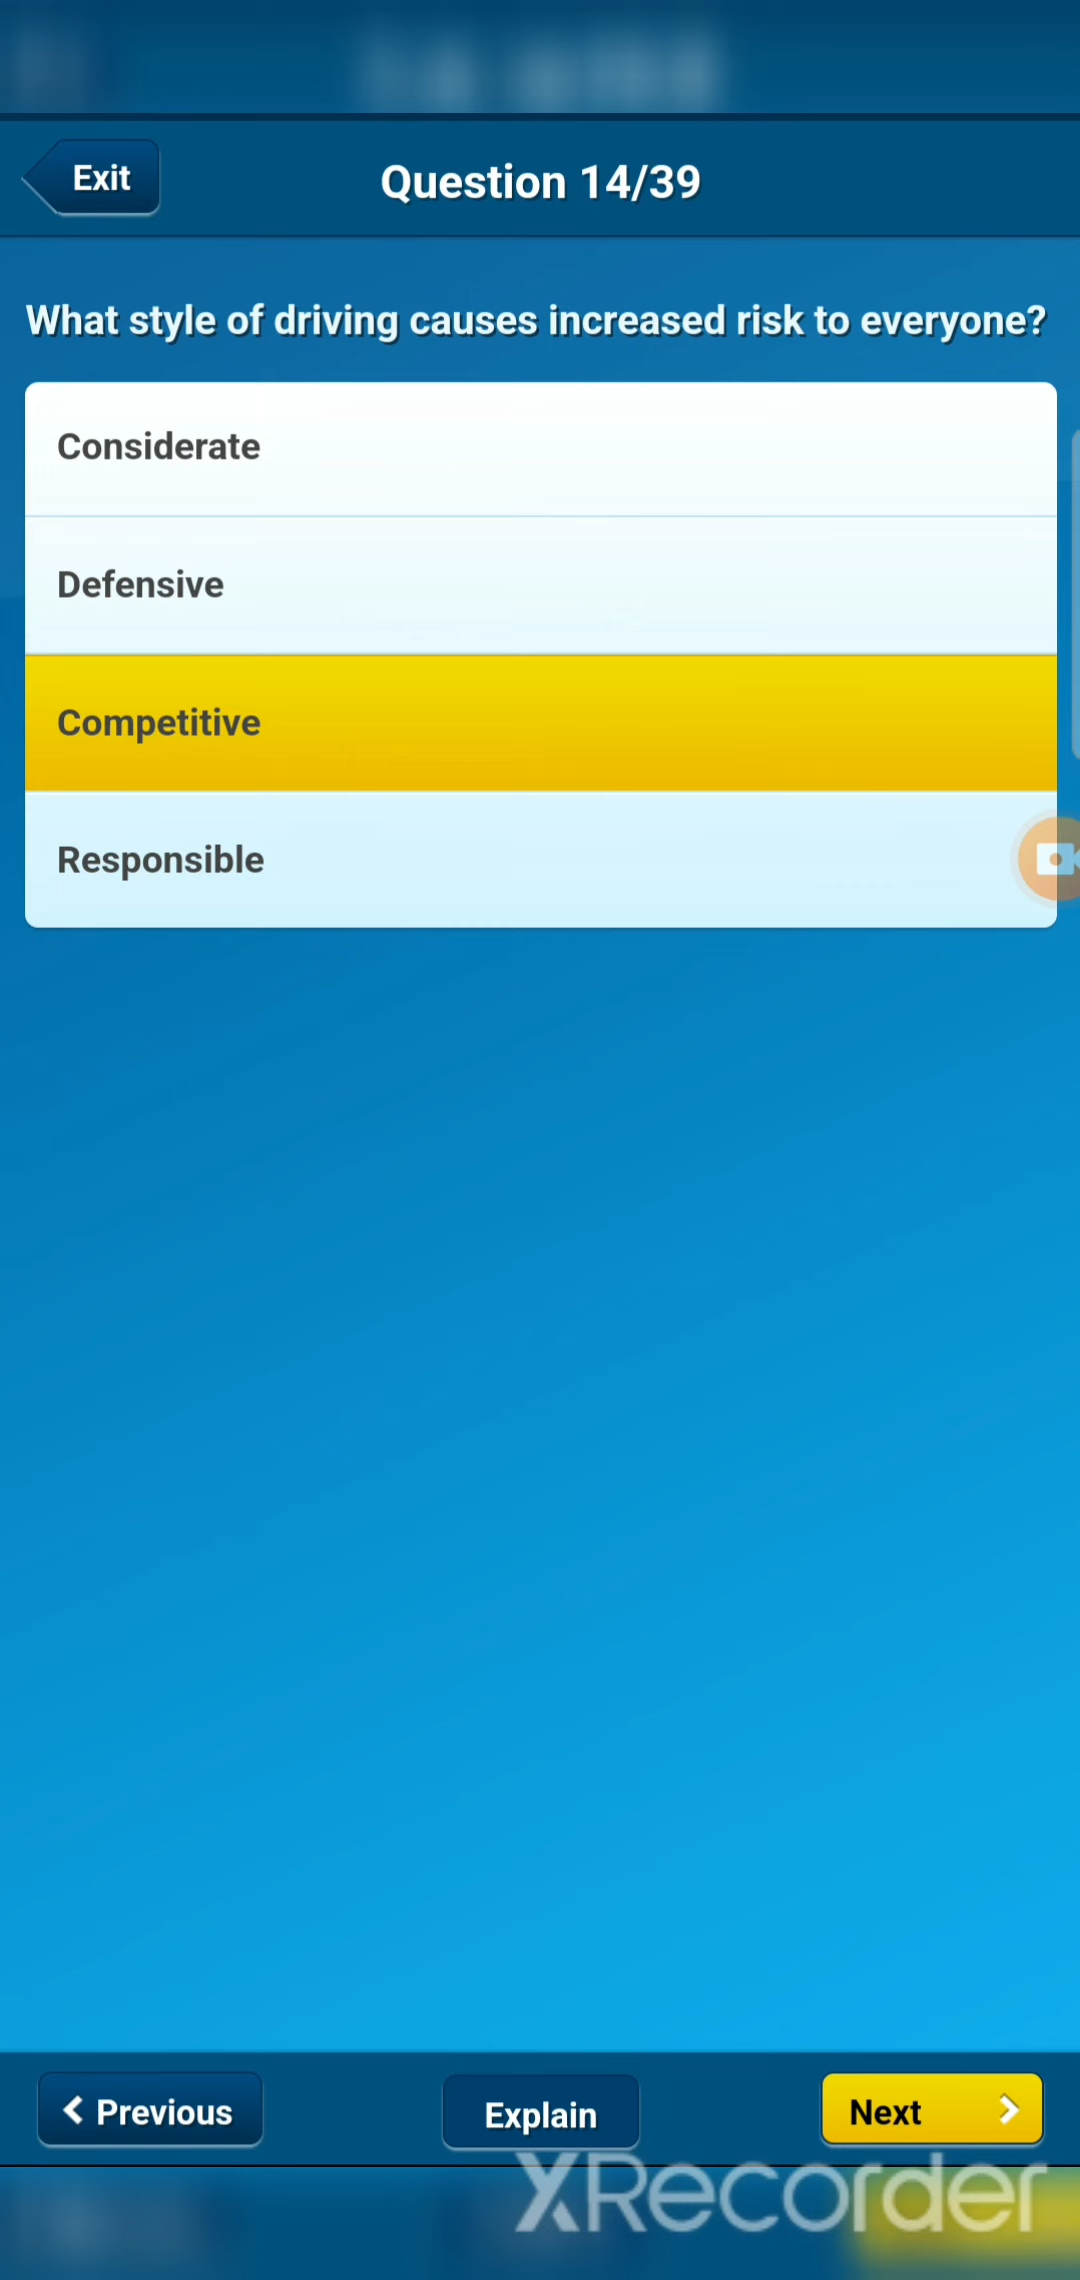 Exit
Question 14/39
What style of driving causes increased risk to everyone?
Considerate
Defensive
Competitive
Responsible
Previous
Explain
Next
XRecorder